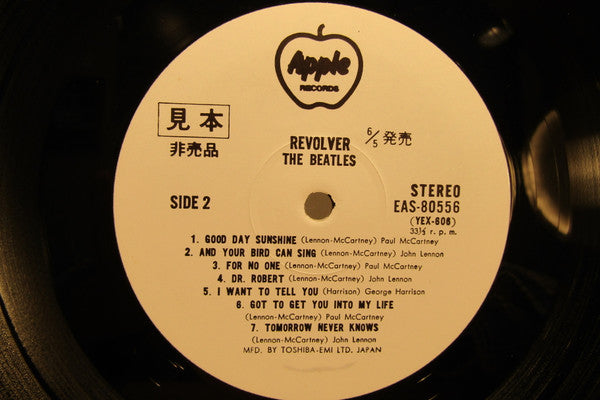 Apple
RECORDS
見本
非売品
REVOLVER
THE BEATLES
6/5 発売
SIDE 2
STEREO
EAS-80556
(YEX-606)
33⅓ r. p. m.
1. GOOD DAY SUNSHINE (Lennon-McCartney) Paul McCartney
2. AND YOUR BIRD CAN SING (Lennon-McCartney) John Lennon
3. FOR NO ONE (Lennon-McCartney) Paul McCartney
4. DR. ROBERT (Lennon-McCartney) John Lennon
5. I WANT TO TELL YOU (Harrison) George Harrison
6. GOT TO GET YOU INTO MY LIFE
(Lennon-McCartney) Paul McCartney
7. TOMORROW NEVER KNOWS
(Lennon-McCartney) John Lennon
MFD. BY TOSHIBA-EMI LTD. JAPAN